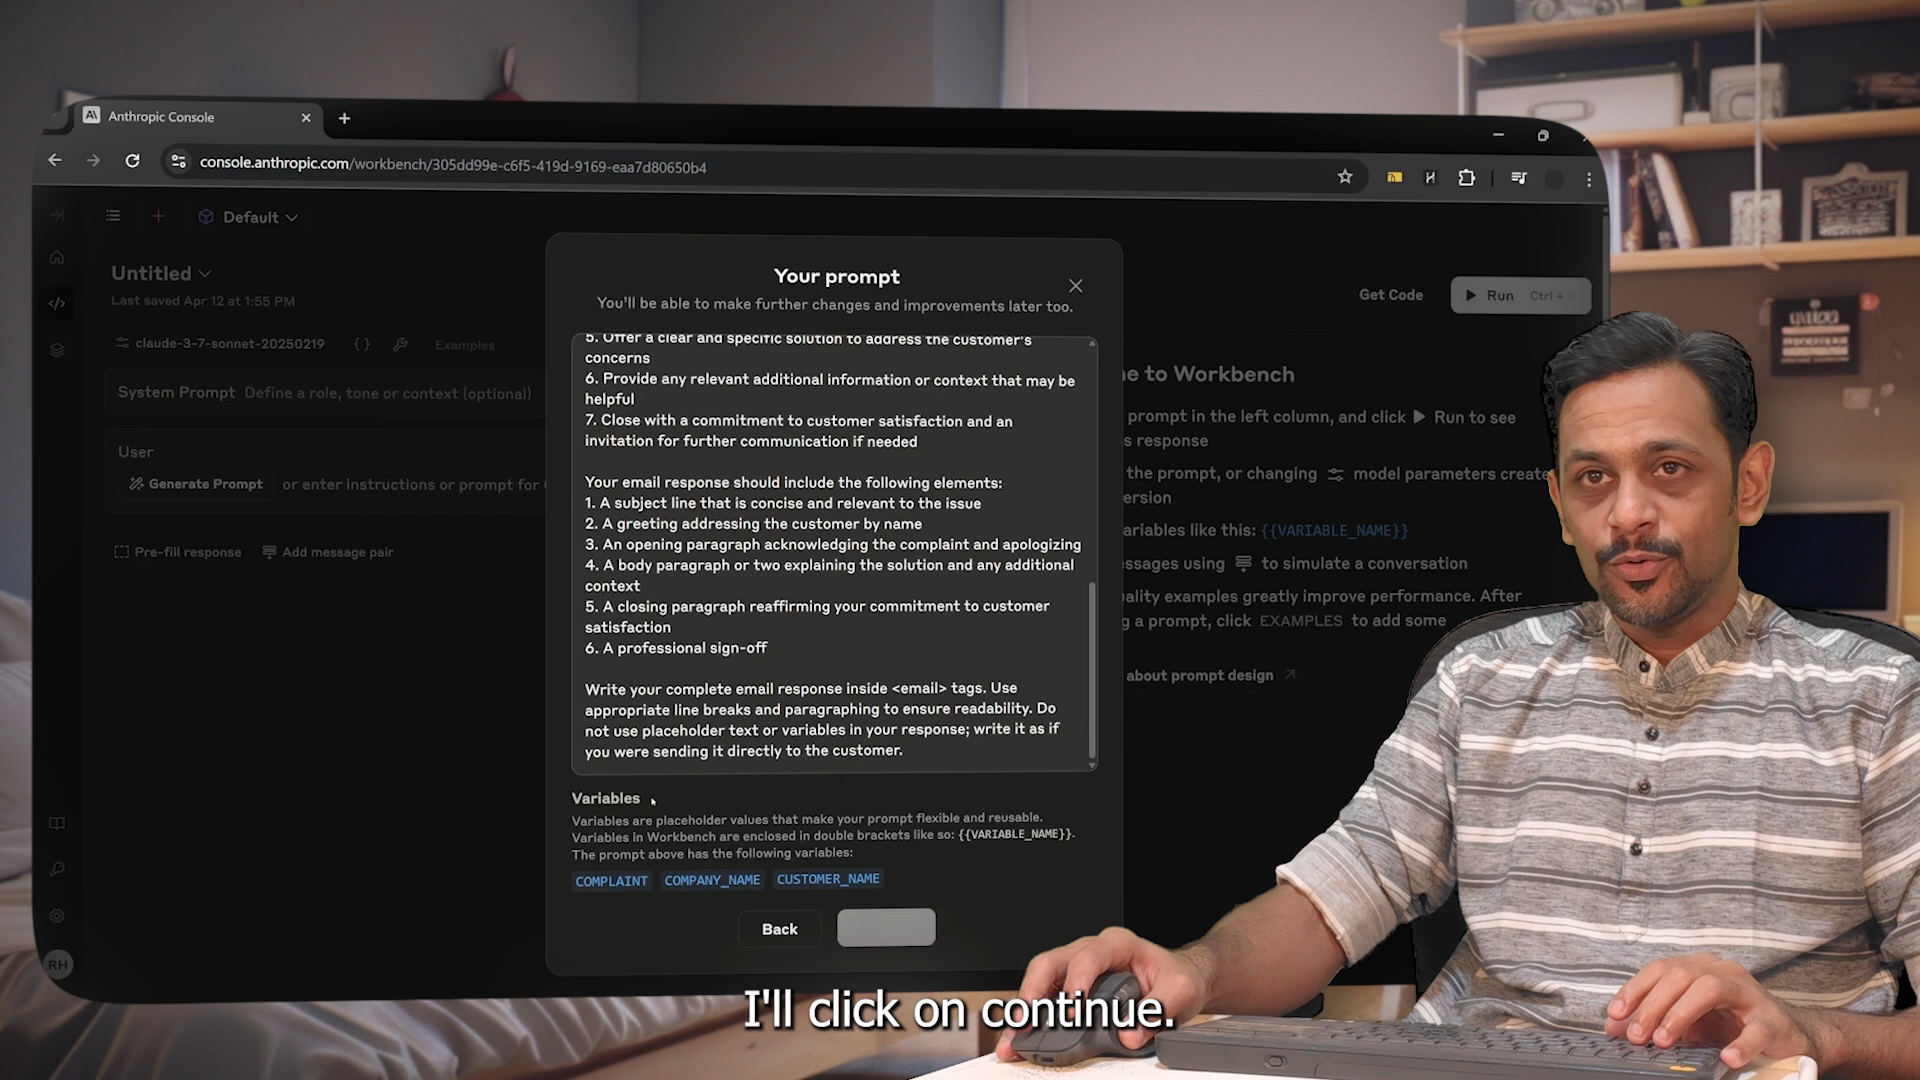 Anthropic Console
console.anthropic.com/workbench/305dd99e-c6f5-419d-9169-eaa7d80650b4
Default
Untitled
Last saved Apr 12 at 1:55 PM
claude-3-7-sonnet-20250219
Examples
System Prompt Define a role, tone or context (optional)
User
Generate Prompt or enter instructions or prompt for
Pre-fill response Add message pair
RH
Your prompt
You'll be able to make further changes and improvements later too.
5. Offer a clear and specific solution to address the customer's
concerns
6. Provide any relevant additional information or context that may be
helpful
7. Close with a commitment to customer satisfaction and an
invitation for further communication if needed
Your email response should include the following elements:
1. A subject line that is concise and relevant to the issue
2. A greeting addressing the customer by name
3. An opening paragraph acknowledging the complaint and apologizing
4. A body paragraph or two explaining the solution and any additional
context
5. A closing paragraph reaffirming your commitment to customer
satisfaction
6. A professional sign-off
Write your complete email response inside <email> tags. Use
appropriate line breaks and paragraphing to ensure readability. Do
not use placeholder text or variables in your response; write it as if
you were sending it directly to the customer.
Variables
Variables are placeholder values that make your prompt flexible and reusable.
Variables in Workbench are enclosed in double brackets like so: {{VARIABLE_NAME}}.
The prompt above has the following variables:
COMPLAINT COMPANY_NAME CUSTOMER_NAME
Back
Get Code
Run Ctrl +
to Workbench
prompt in the left column, and click Run to see
response
the prompt, or changing model parameters create
like this: {{VARIABLE_NAME}}
using to simulate a conversation
examples greatly improve performance. After
a prompt, click EXAMPLES to add some
about prompt design
I'll click on continue.